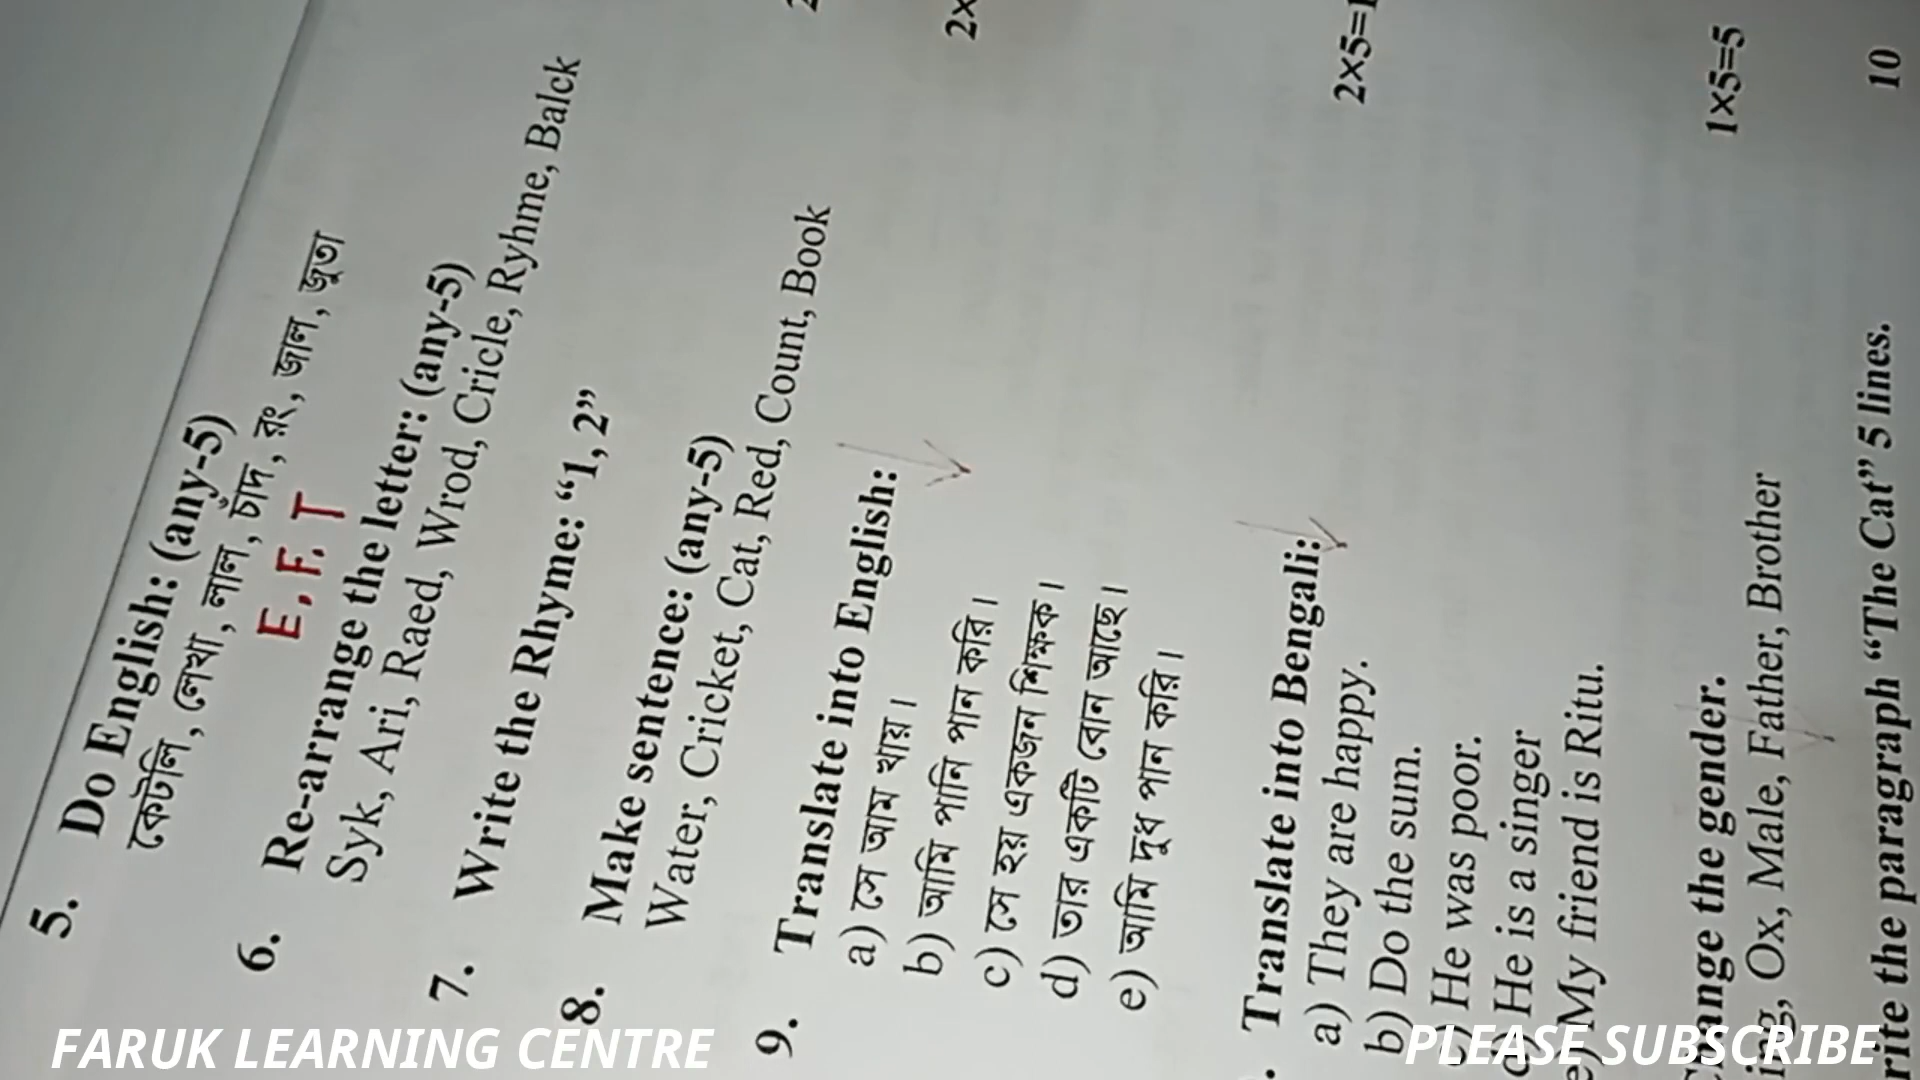 5. Do English: (any-5)
কেটলি, লেখা, লাল, চাঁদ, রং, জাল, জুতা
E, F, T
6. Re-arrange the letter: (any-5)
Syk, Ari, Raed, Wrod, Cricle, Ryhme, Balck
7. Write the Rhyme: “1, 2”
8. Make sentence: (any-5)
Water, Cricket, Cat, Red, Count, Book
9. Translate into English:
a) সে আম খায়।
b) আমি পানি পান করি।
c) সে হয় একজন শিক্ষক।
d) তার একটি বোন আছে।
e) আমি দুধ পান করি।
Translate into Bengali: 2×5=1
a) They are happy.
b) Do the sum.
c) He was poor.
d) He is a singer
e) My friend is Ritu.
hange the gender. 1×5=5
ing, Ox, Male, Father, Brother
rite the paragraph “The Cat” 5 lines. 10
FARUK LEARNING CENTRE
PLEASE SUBSCRIBE